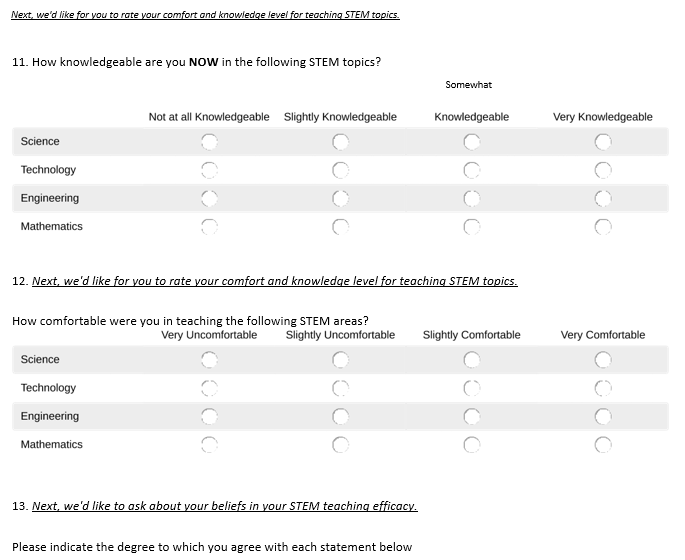 Next, we'd like for you to rate your comfort and knowledge level for teaching STEM topics.
11. How knowledgeable are you NOW in the following STEM topics?
Somewhat
Not at all Knowledgeable Slightly Knowledgeable Knowledgeable Very Knowledgeable
Science
Technology
Engineering
Mathematics
12. Next, we'd like for you to rate your comfort and knowledge level for teaching STEM topics.
How comfortable were you in teaching the following STEM areas?
Very Uncomfortable Slightly Uncomfortable Slightly Comfortable Very Comfortable
Science
Technology
Engineering
Mathematics
13. Next, we'd like to ask about your beliefs in your STEM teaching efficacy.
Please indicate the degree to which you agree with each statement below